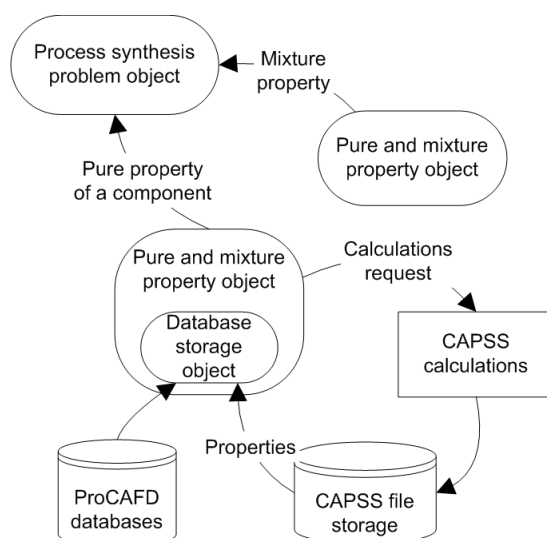 Process synthesis
problem object
Mixture
property
Pure and mixture
property object
Pure property
of a component
Pure and mixture
property object
Calculations
request
Database
storage
object
CAPSS
calculations
Properties
ProCAFD
databases
CAPSS file
storage